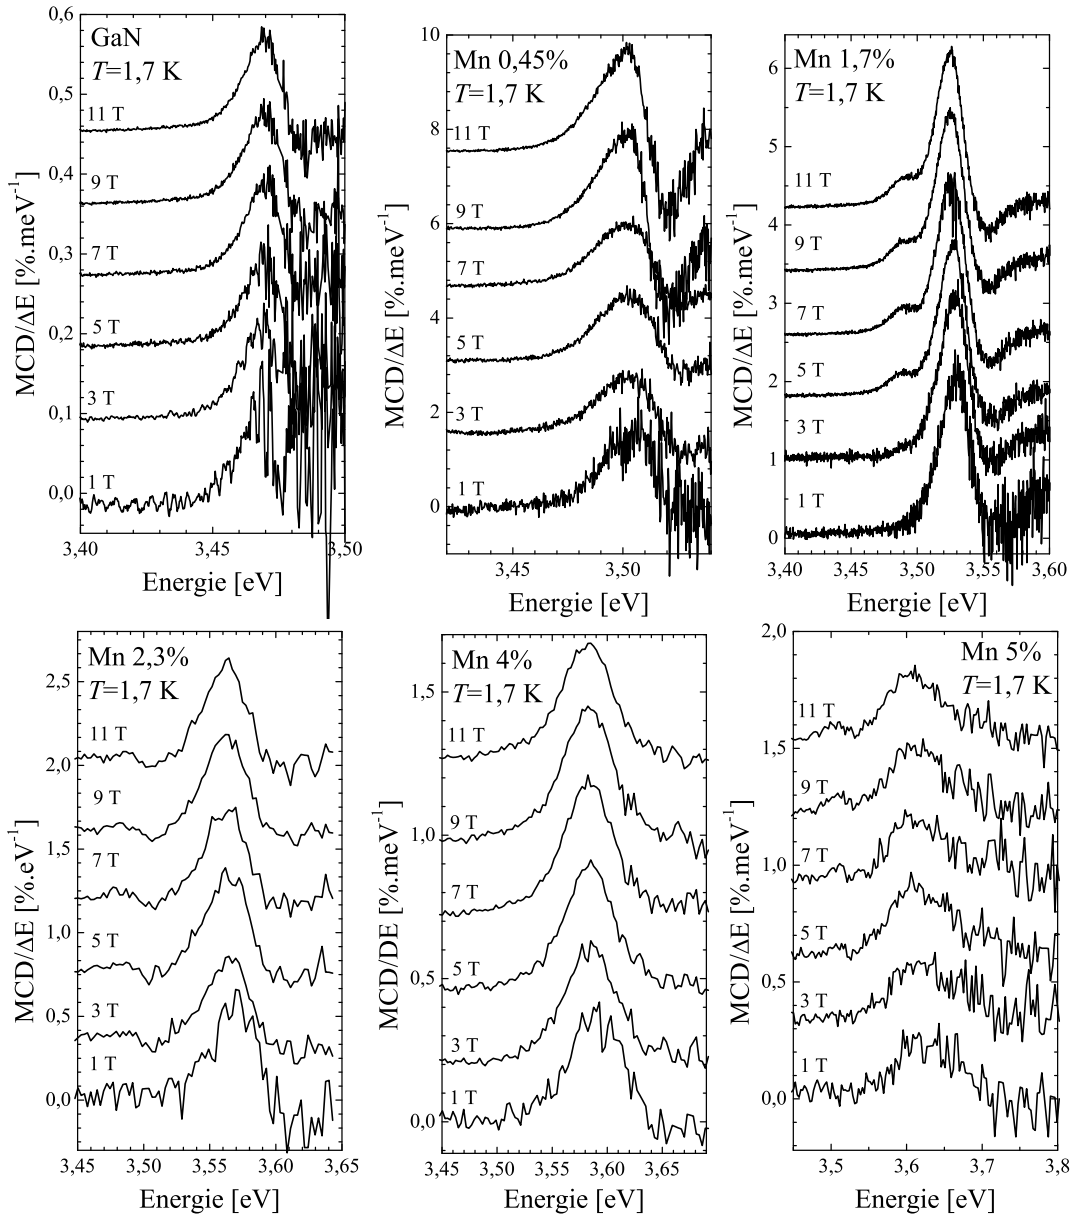 GaN
T=1,7 K
11 T
9 T
7 T
5 T
3 T
1 T
0,6
0,5
0,4
0,3
0,2
0,1
0,0
MCD/ΔE [%.meV⁻¹]
3,40
3,45
3,50
Energie [eV]
Mn 0,45%
T=1,7 K
11 T
9 T
7 T
5 T
3 T
1 T
10
8
6
4
2
0
MCD/ΔE [%.meV⁻¹]
3,45
3,50
Energie [eV]
Mn 1,7%
T=1,7 K
11 T
9 T
7 T
5 T
3 T
1 T
6
5
4
3
2
1
0
MCD/ΔE [%.meV⁻¹]
3,40
3,45
3,50
3,55
3,60
Energie [eV]
Mn 2,3%
T=1,7 K
11 T
9 T
7 T
5 T
3 T
1 T
2,5
2,0
1,5
1,0
0,5
0,0
MCD/ΔE [%.eV⁻¹]
3,45
3,50
3,55
3,60
3,65
Energie [eV]
Mn 4%
T=1,7 K
11 T
9 T
7 T
5 T
3 T
1 T
1,5
1,0
0,5
0,0
MCD/DE [%.meV⁻¹]
3,45
3,50
3,55
3,60
3,65
Energie [eV]
Mn 5%
T=1,7 K
11 T
9 T
7 T
5 T
3 T
1 T
2,0
1,5
1,0
0,5
0,0
MCD/ΔE [%.meV⁻¹]
3,5
3,6
3,7
3,8
Energie [eV]